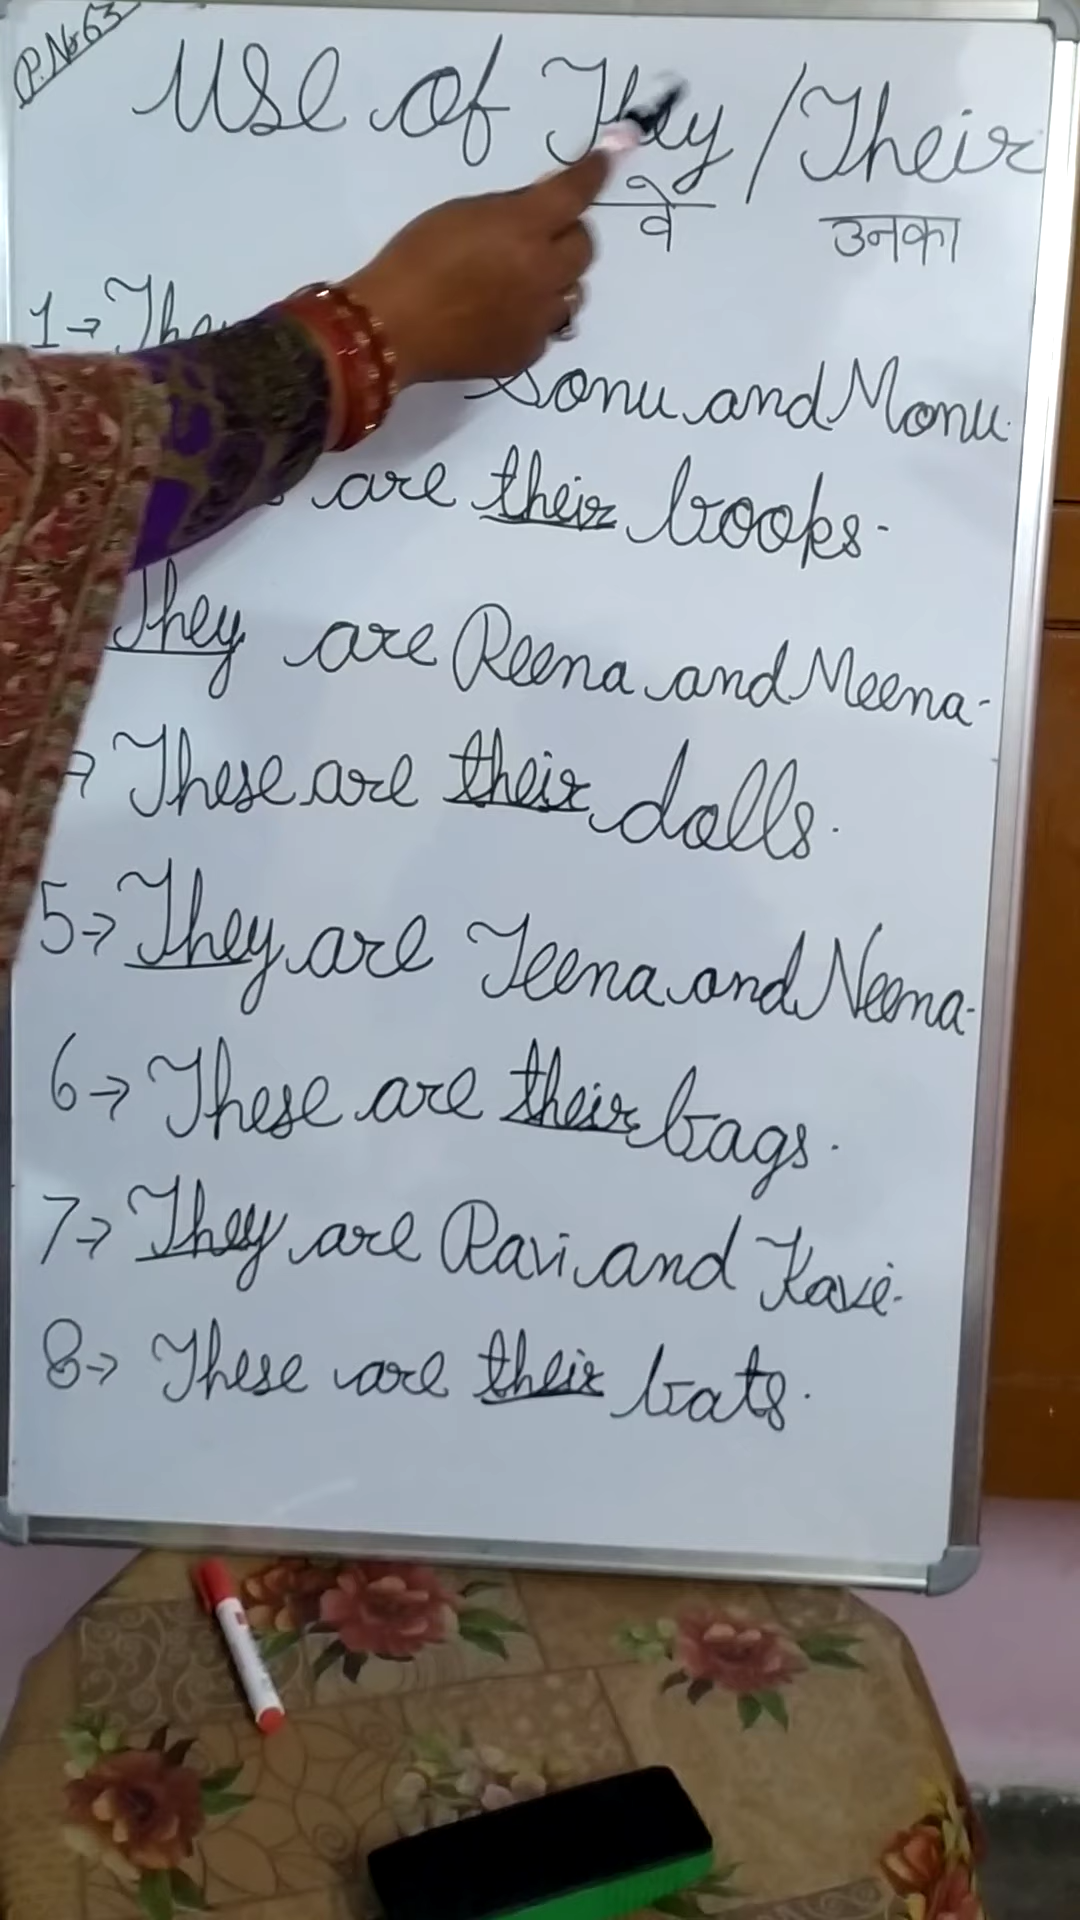 P.No 63
Use of They / Their
वे उनका
1→ They Sonu and Monu.
are their books.
They are Reena and Meena.
→ These are their dolls.
5→ They are Teena and Neena.
6→ These are their bags.
7→ They are Ravi and Kavi.
8→ These are their bats.